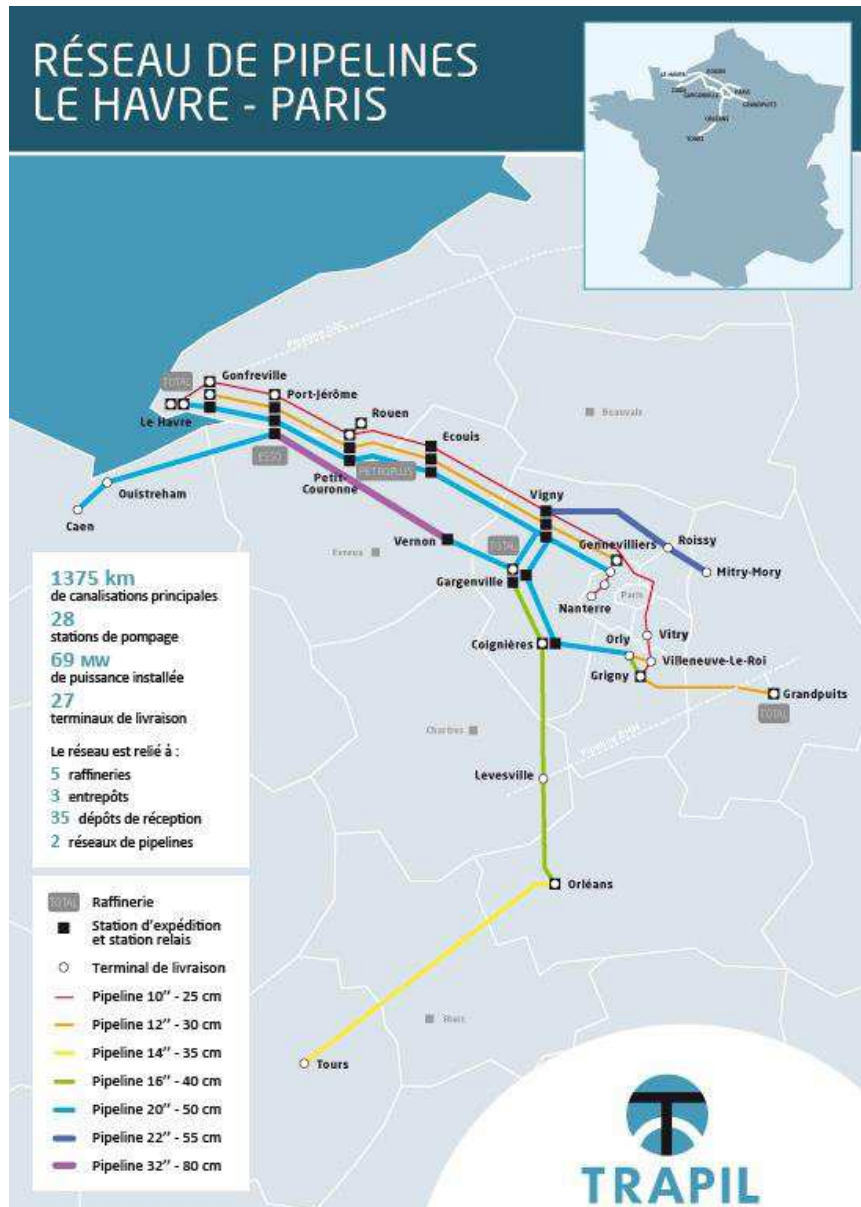 RÉSEAU DE PIPELINES
LE HAVRE - PARIS
LE HAVRE
ROUEN
CAEN
GARGENVILLE
PARIS
GRANDPUITS
ORLÉANS
TOURS
Gonfreville
TOTAL
Port-Jérôme
Le Havre
Rouen
Ecouis
ESSO
PETROPLUS
Petit-
Couronne
Beauvais
Ouistreham
Caen
Vigny
Vernon
Evreux
TOTAL
Gennevilliers
Roissy
Gargenville
Mitry-Mory
Nanterre
Paris
Coignières
Orly
Vitry
Villeneuve-Le-Roi
Grigny
Grandpuits
TOTAL
Chartres
Levesville
Orléans
Blois
Tours
1375 km
de canalisations principales
28
stations de pompage
69 MW
de puissance installée
27
terminaux de livraison
Le réseau est relié à :
5 raffineries
3 entrepôts
35 dépôts de réception
2 réseaux de pipelines
TOTAL Raffinerie
Station d'expédition
et station relais
Terminal de livraison
Pipeline 10’’ - 25 cm
Pipeline 12’’ - 30 cm
Pipeline 14’’ - 35 cm
Pipeline 16’’ - 40 cm
Pipeline 20’’ - 50 cm
Pipeline 22’’ - 55 cm
Pipeline 32’’ - 80 cm
TRAPIL